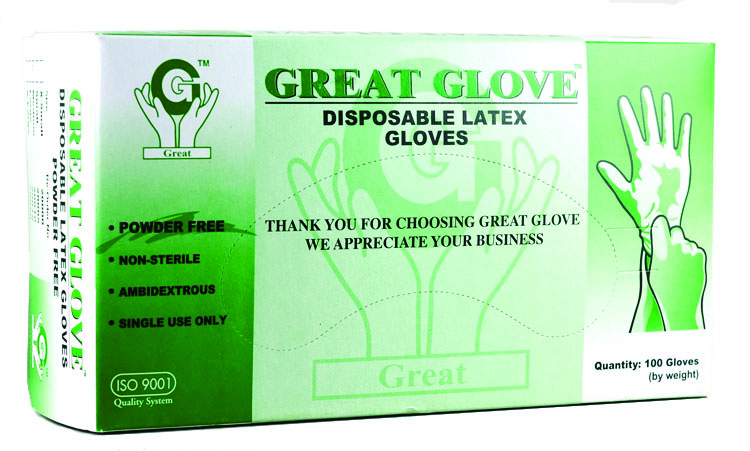 G
TM
Great
GREAT GLOVE™
DISPOSABLE LATEX
GLOVES
THANK YOU FOR CHOOSING GREAT GLOVE
WE APPRECIATE YOUR BUSINESS
• POWDER FREE
• NON-STERILE
• AMBIDEXTROUS
• SINGLE USE ONLY
ISO 9001
Quality System
G
Great
Quantity: 100 Gloves
(by weight)
GREAT GLOVE
DISPOSABLE LATEX GLOVES
POWDER FREE
G